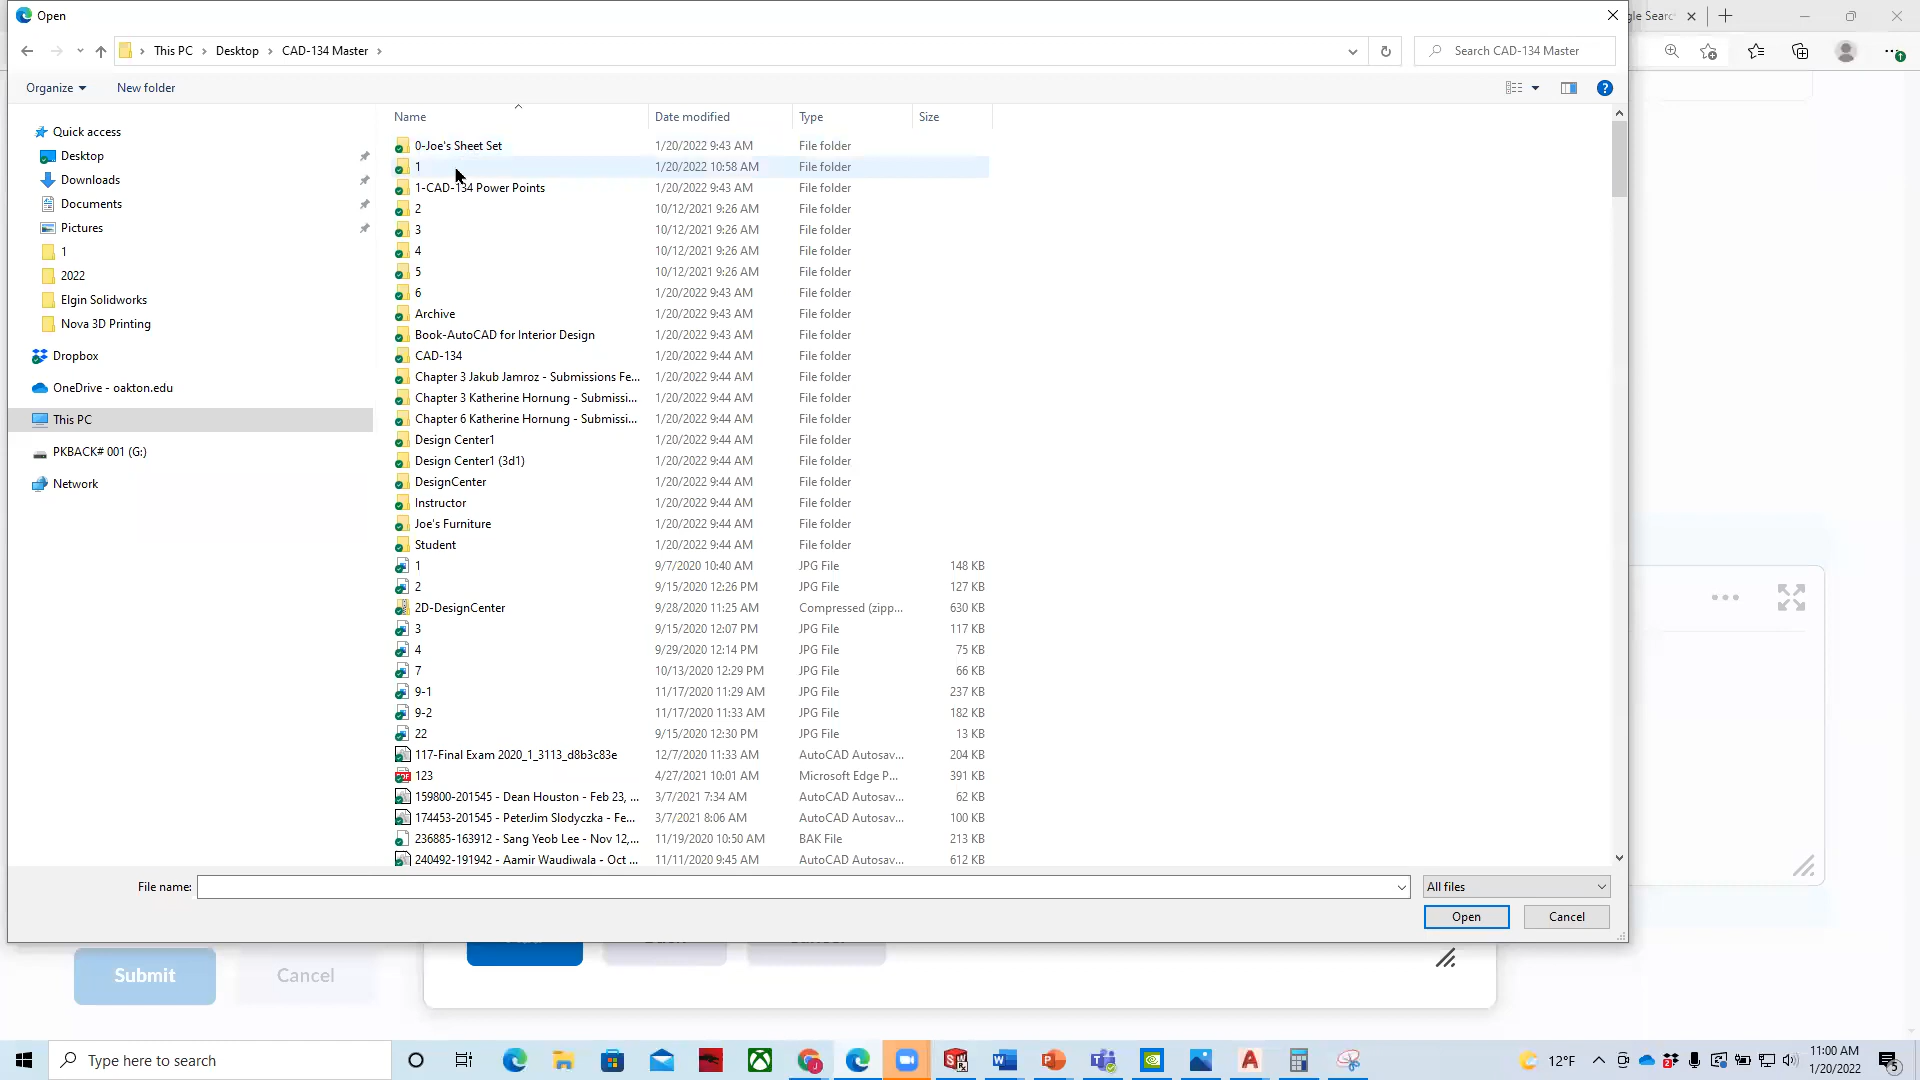 Open
gle Searc
This PC > Desktop > CAD-134 Master >
Search CAD-134 Master
Organize
New folder
Quick access
Desktop
Downloads
Documents
Pictures
1
2022
Elgin Solidworks
Nova 3D Printing
Dropbox
OneDrive - oakton.edu
This PC
PKBACK# 001 (G:)
Network
Name Date modified Type Size
0-Joe's Sheet Set 1/20/2022 9:43 AM File folder
1 1/20/2022 10:58 AM File folder
1-CAD-134 Power Points 1/20/2022 9:43 AM File folder
2 10/12/2021 9:26 AM File folder
3 10/12/2021 9:26 AM File folder
4 10/12/2021 9:26 AM File folder
5 10/12/2021 9:26 AM File folder
6 1/20/2022 9:43 AM File folder
Archive 1/20/2022 9:43 AM File folder
Book-AutoCAD for Interior Design 1/20/2022 9:43 AM File folder
CAD-134 1/20/2022 9:44 AM File folder
Chapter 3 Jakub Jamroz - Submissions Fe... 1/20/2022 9:44 AM File folder
Chapter 3 Katherine Hornung - Submissi... 1/20/2022 9:44 AM File folder
Chapter 6 Katherine Hornung - Submissi... 1/20/2022 9:44 AM File folder
Design Center1 1/20/2022 9:44 AM File folder
Design Center1 (3d1) 1/20/2022 9:44 AM File folder
DesignCenter 1/20/2022 9:44 AM File folder
Instructor 1/20/2022 9:44 AM File folder
Joe's Furniture 1/20/2022 9:44 AM File folder
Student 1/20/2022 9:44 AM File folder
1 9/7/2020 10:40 AM JPG File 148 KB
2 9/15/2020 12:26 PM JPG File 127 KB
2D-DesignCenter 9/28/2020 11:25 AM Compressed (zipp... 630 KB
3 9/15/2020 12:07 PM JPG File 117 KB
4 9/29/2020 12:14 PM JPG File 75 KB
7 10/13/2020 12:29 PM JPG File 66 KB
9-1 11/17/2020 11:29 AM JPG File 237 KB
9-2 11/17/2020 11:33 AM JPG File 182 KB
22 9/15/2020 12:30 PM JPG File 13 KB
117-Final Exam 2020_1_3113_d8b3c83e 12/7/2020 11:33 AM AutoCAD Autosav... 204 KB
123 4/27/2021 10:01 AM Microsoft Edge P... 391 KB
159800-201545 - Dean Houston - Feb 23, ... 3/7/2021 7:34 AM AutoCAD Autosav... 62 KB
174453-201545 - PeterJim Slodyczka - Fe... 3/7/2021 8:06 AM AutoCAD Autosav... 100 KB
236885-163912 - Sang Yeob Lee - Nov 12,... 11/19/2020 10:50 AM BAK File 213 KB
240492-191942 - Aamir Waudiwala - Oct ... 11/11/2020 9:45 AM AutoCAD Autosav... 612 KB
File name:
All files
Open
Cancel
Submit
Cancel
Type here to search
12°F
11:00 AM
1/20/2022
5